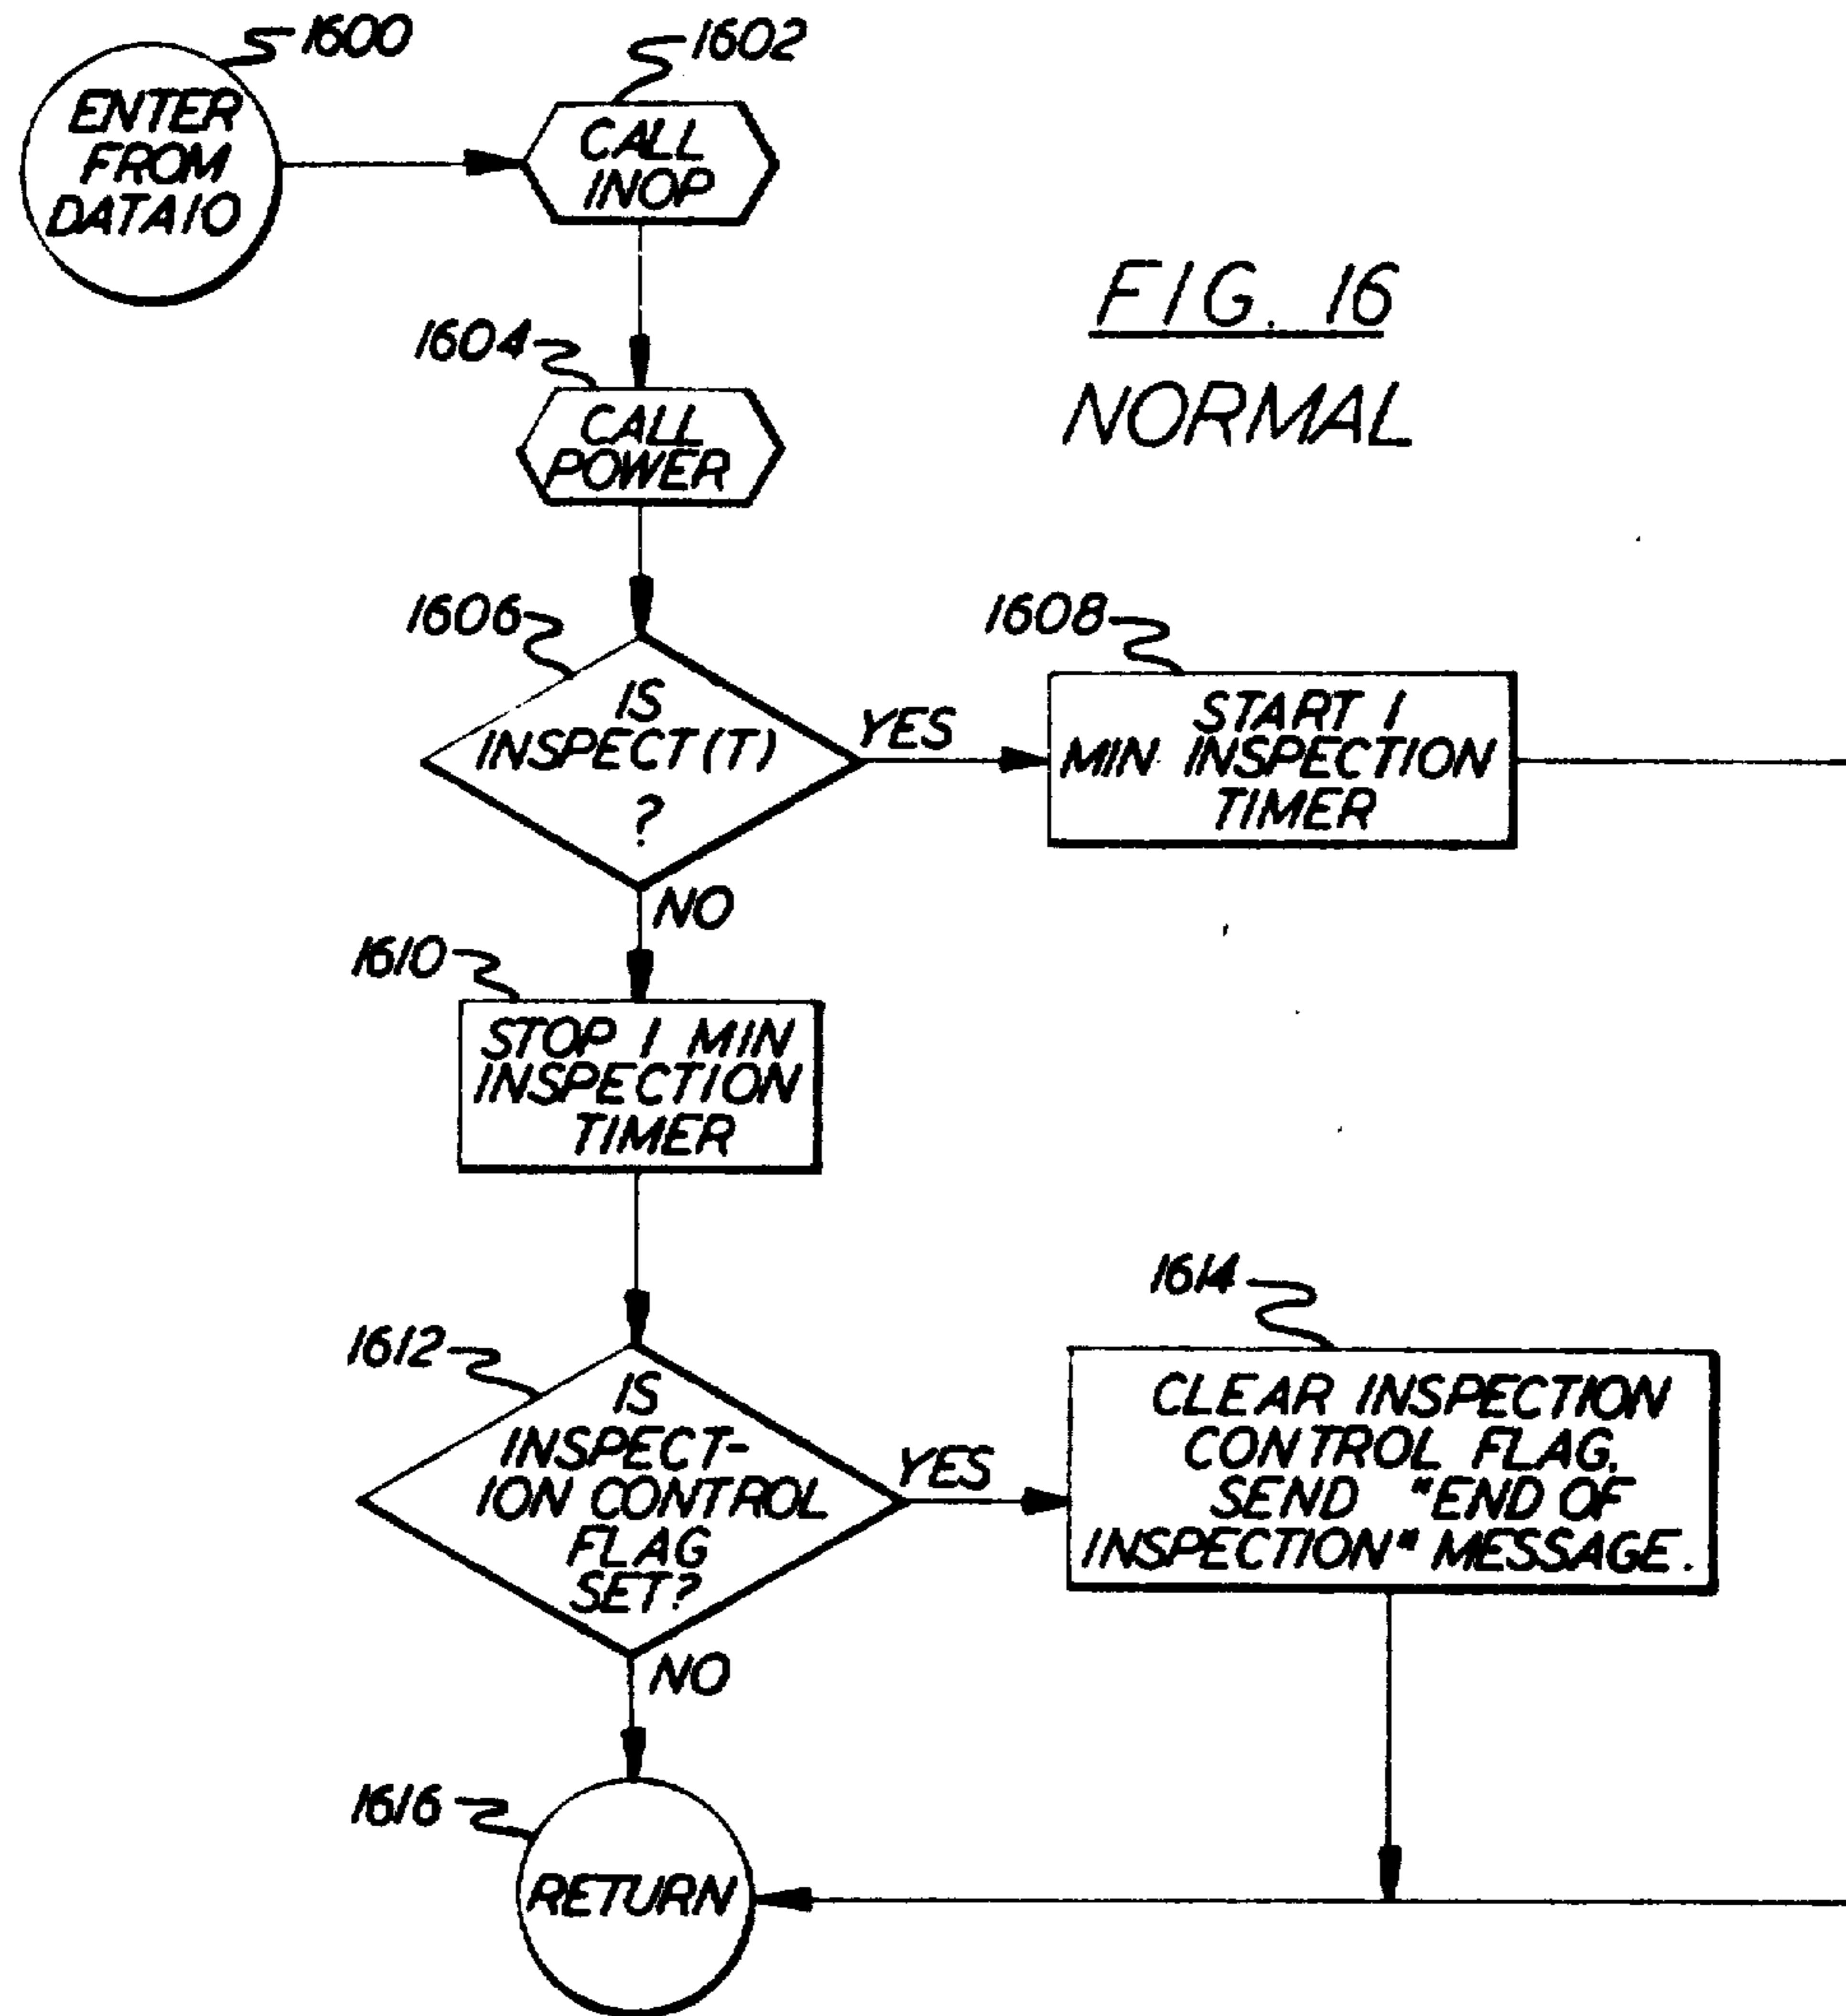 1600
ENTER
FROM
DATAIO
1602
CALL
INOP
FIG. 16
NORMAL
1604
CALL
POWER
1606
IS
INSPECT(T)
?
YES
NO
1608
START 1
MIN INSPECTION
TIMER
1610
STOP 1 MIN
INSPECTION
TIMER
1612
IS
INSPECT-
ION CONTROL
FLAG
SET?
YES
NO
1614
CLEAR INSPECTION
CONTROL FLAG.
SEND "END OF
INSPECTION" MESSAGE.
1616
RETURN